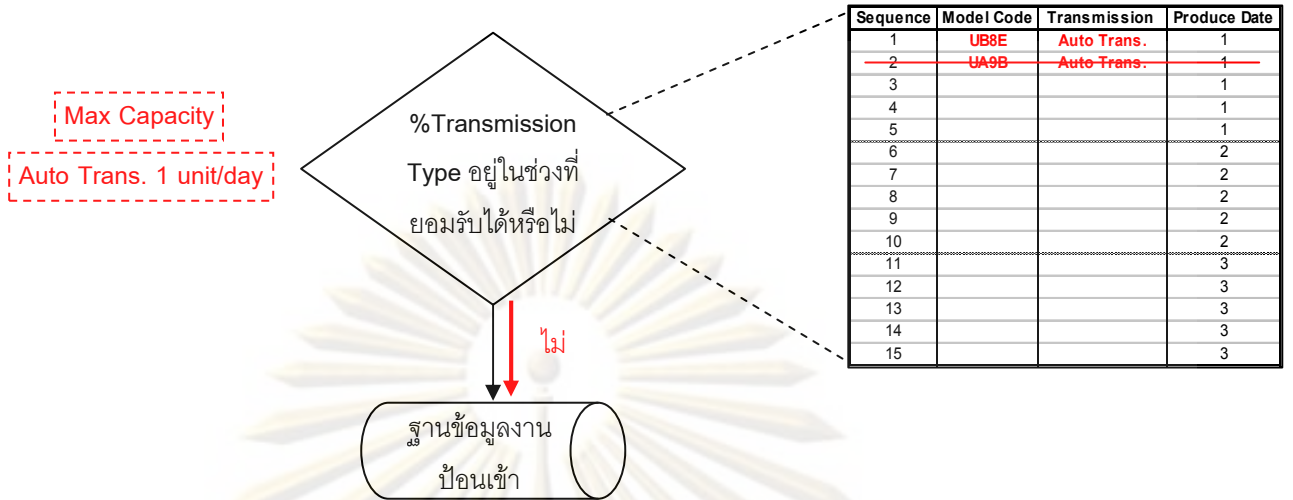 Max Capacity
Auto Trans. 1 unit/day
%Transmission
Type อยู่ในช่วงที่
ยอมรับได้หรือไม่
ไม่
ฐานข้อมูลงาน
ป้อนเข้า
Sequence Model Code Transmission Produce Date
1 UB8E Auto Trans. 1
2 UA9B Auto Trans. 1
3 1
4 1
5 1
6 2
7 2
8 2
9 2
10 2
11 3
12 3
13 3
14 3
15 3